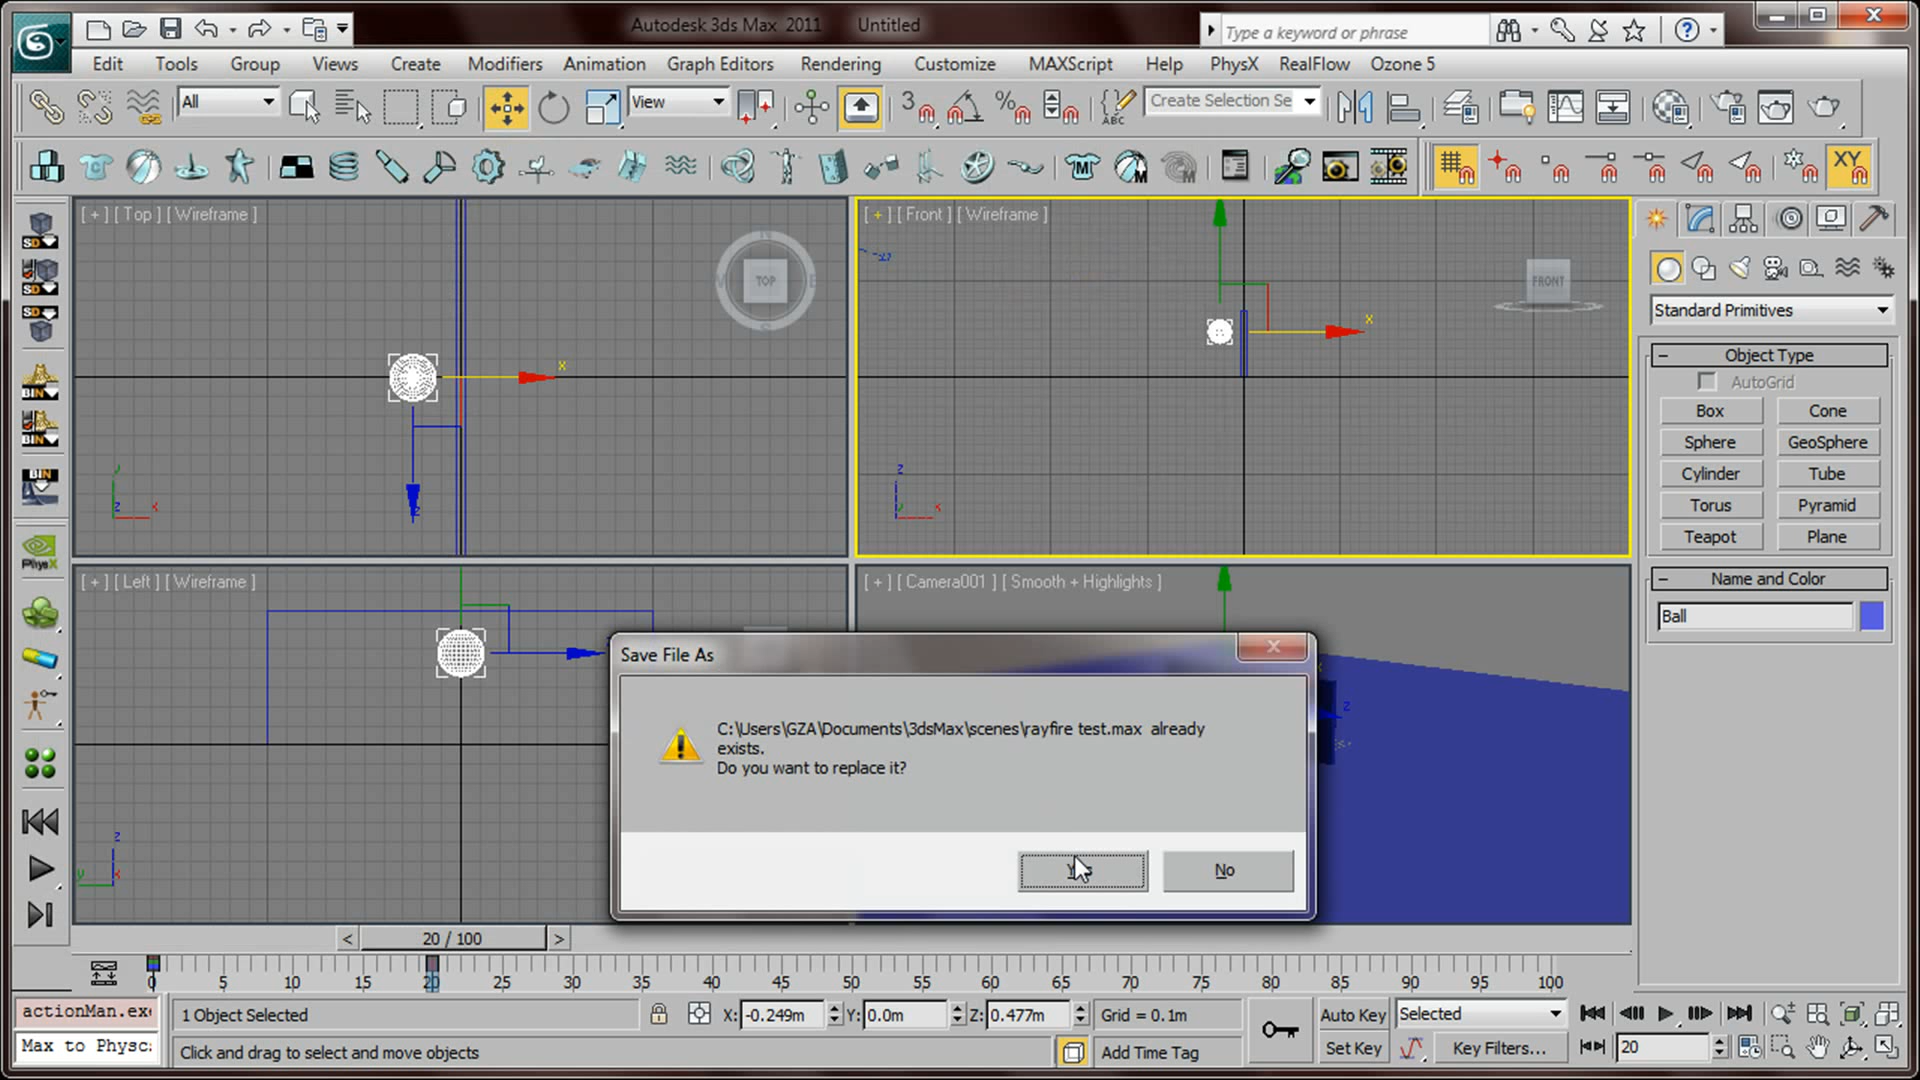 Autodesk 3ds Max 2011 Untitled
Type a keyword or phrase
Edit Tools Group Views Create Modifiers Animation Graph Editors Rendering Customize MAXScript Help PhysX RealFlow Ozone 5
All View Create Selection Se
[ + ] [ Top ] [ Wireframe ]
TOP
[ + ] [ Front ] [ Wireframe ]
FRONT
[ + ] [ Left ] [ Wireframe ]
[ + ] [ Camera001 ] [ Smooth + Highlights ]
Standard Primitives
Object Type
AutoGrid
Box Cone
Sphere GeoSphere
Cylinder Tube
Torus Pyramid
Teapot Plane
Name and Color
Ball
Save File As
C:\Users\GZA\Documents\3dsMax\scenes\rayfire test.max already
exists.
Do you want to replace it?
No
< 20 / 100 >
0 5 10 15 20 25 30 35 40 45 50 55 60 65 70 75 80 85 90 95 100
actionMan.exe
1 Object Selected X: -0.249m Y: 0.0m Z: 0.477m Grid = 0.1m Auto Key Selected
Max to Physc:
Click and drag to select and move objects Add Time Tag Set Key Key Filters... 20